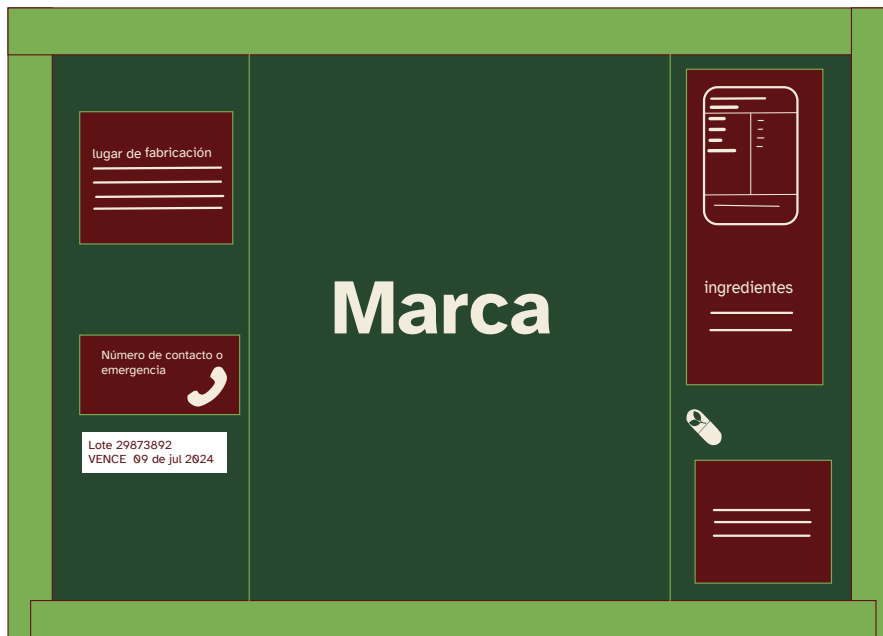 lugar de fabricación
Número de contacto o
emergencia
Lote 29873892
VENCE 09 de jul 2024
Marca
ingredientes